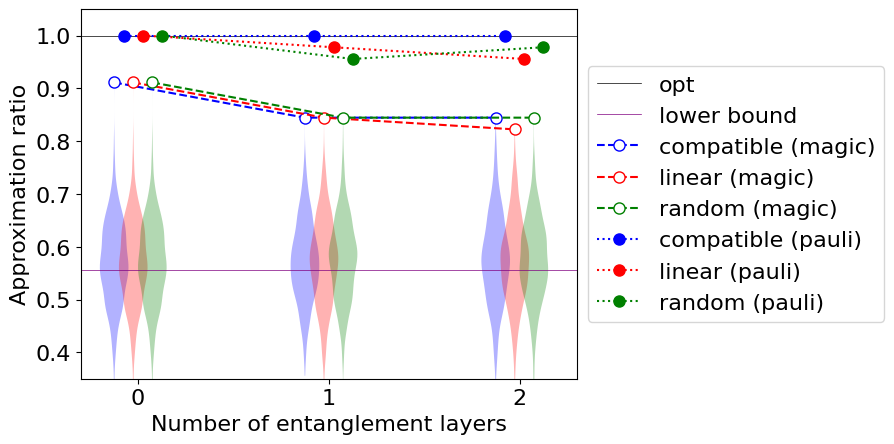 1.0
0.9
0.8
0.7
0.6
0.5
0.4
Approximation ratio
0 1 2
Number of entanglement layers
opt
lower bound
compatible (magic)
linear (magic)
random (magic)
compatible (pauli)
linear (pauli)
random (pauli)